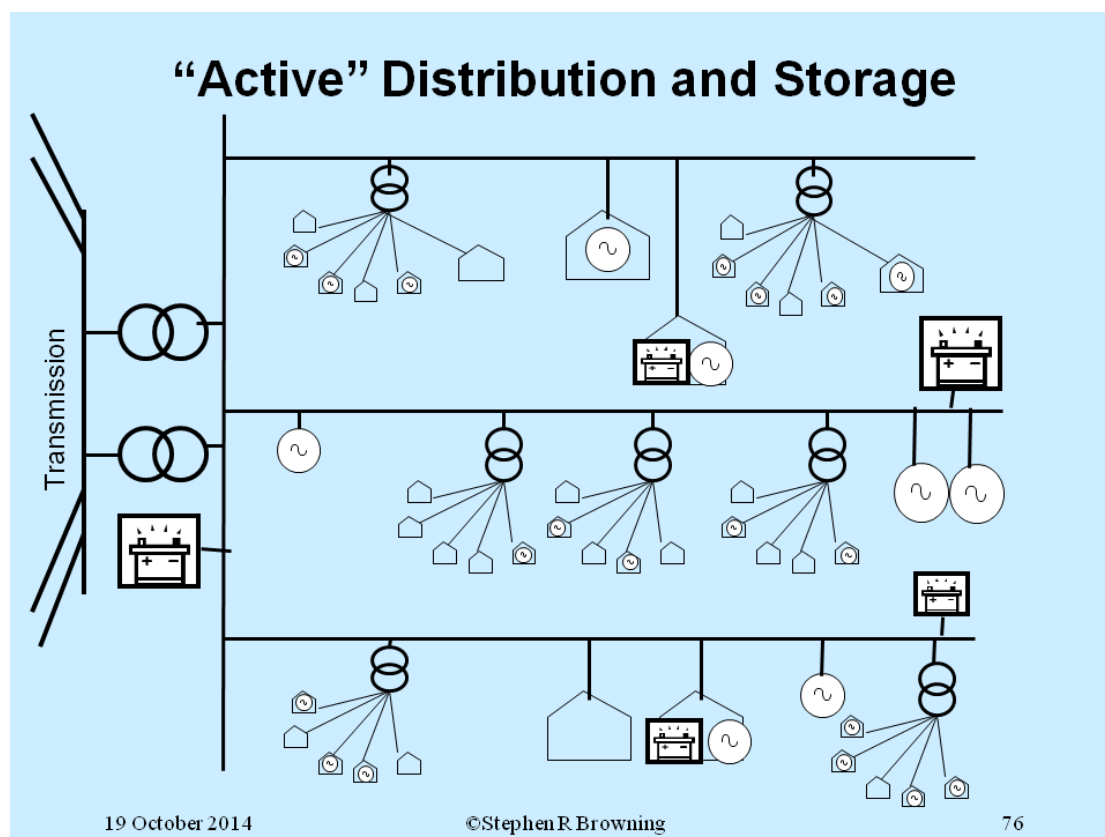 “Active” Distribution and Storage
Transmission
19 October 2014
©Stephen R Browning
76